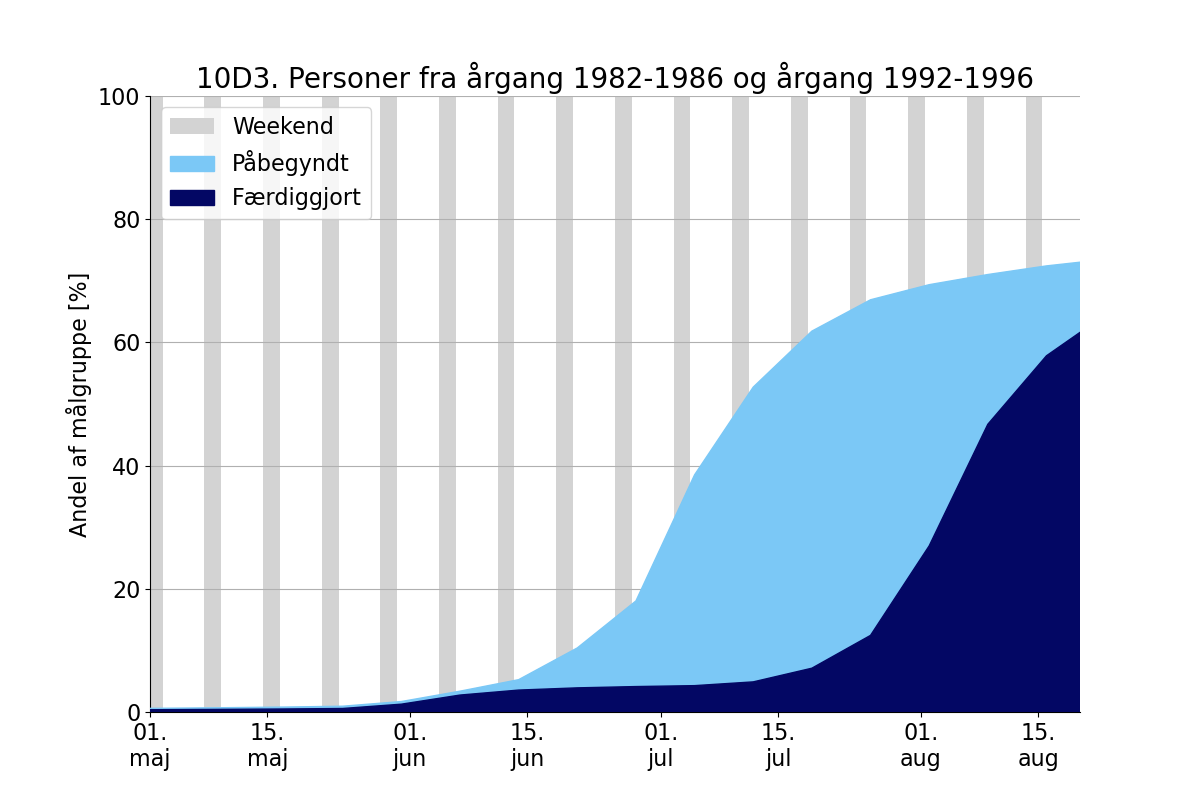 10D3. Personer fra årgang 1982-1986 og årgang 1992-1996
Andel af målgruppe [%]
100
80
60
40
20
0
Weekend
Påbegyndt
Færdiggjort
01. 15. 01. 15. 01. 15. 01. 15.
maj maj jun jun jul jul aug aug